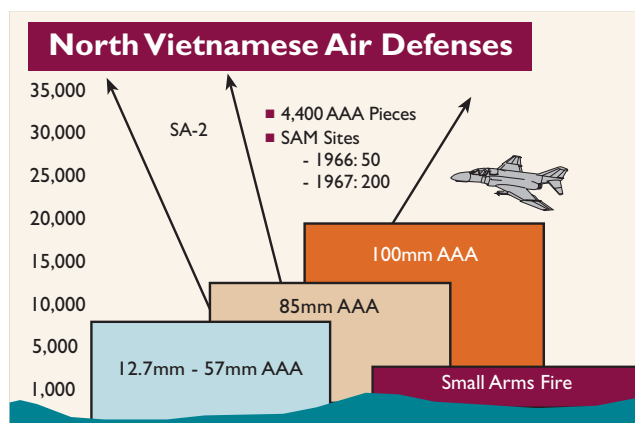 North Vietnamese Air Defenses
35,000
30,000
25,000
20,000
15,000
10,000
5,000
1,000
SA-2
■ 4,400 AAA Pieces
■ SAM Sites
- 1966: 50
- 1967: 200
100mm AAA
85mm AAA
12.7mm - 57mm AAA
Small Arms Fire